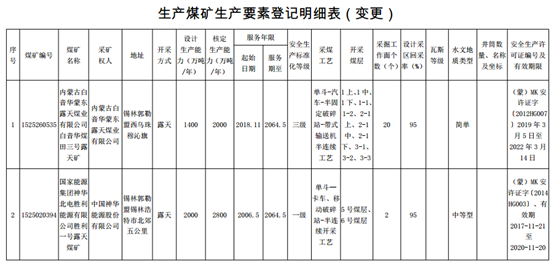 生产煤矿生产要素登记明细表（变更）
序号
煤矿编号
煤矿名称
采矿权人
地址
开采方式
设计生产能力（万吨/年）
核定生产能力（万吨/年）
服务年限
起始日期
服务期至
安全生产标准化等级
采煤工艺
开采煤层
采掘工作面个数（个）
设计采区回采率（%）
瓦斯等级
水文地质类型
井筒数量、名称及坐标
安全生产许可证编号及有效期限
1
1525260535
内蒙古白音华蒙东露天煤业有限公司白音华煤田三号露天矿
内蒙古白音华蒙东露天煤业有限公司
锡林郭勒盟西乌珠穆沁旗
露天
1400
2000
2018.11
2064.5
三级
单斗-汽车-半固定破碎站-带式输送机半连续工艺
1上、1中、1下、1-1、1-2、2-1上、2-1中、2-1下、3-1、3-2、3-3
20
95
简单
（蒙）MK安许证字〔2012HG007〕2019年3月5日至2022年3月14日
2
1525020394
国家能源集团神华北电胜利能源有限公司胜利一号露天煤矿
中国神华能源股份有限公司
锡林郭勒盟锡林浩特市北郊五公里
露天
2000
2800
2006.5
2064.5
一级
单斗—卡车、移动破碎站-半连续开采工艺
5号煤层、6号煤层
2
95
中等型
（蒙）MK安许证字〔2014HG003〕、有效期2017-11-21至2020-11-20